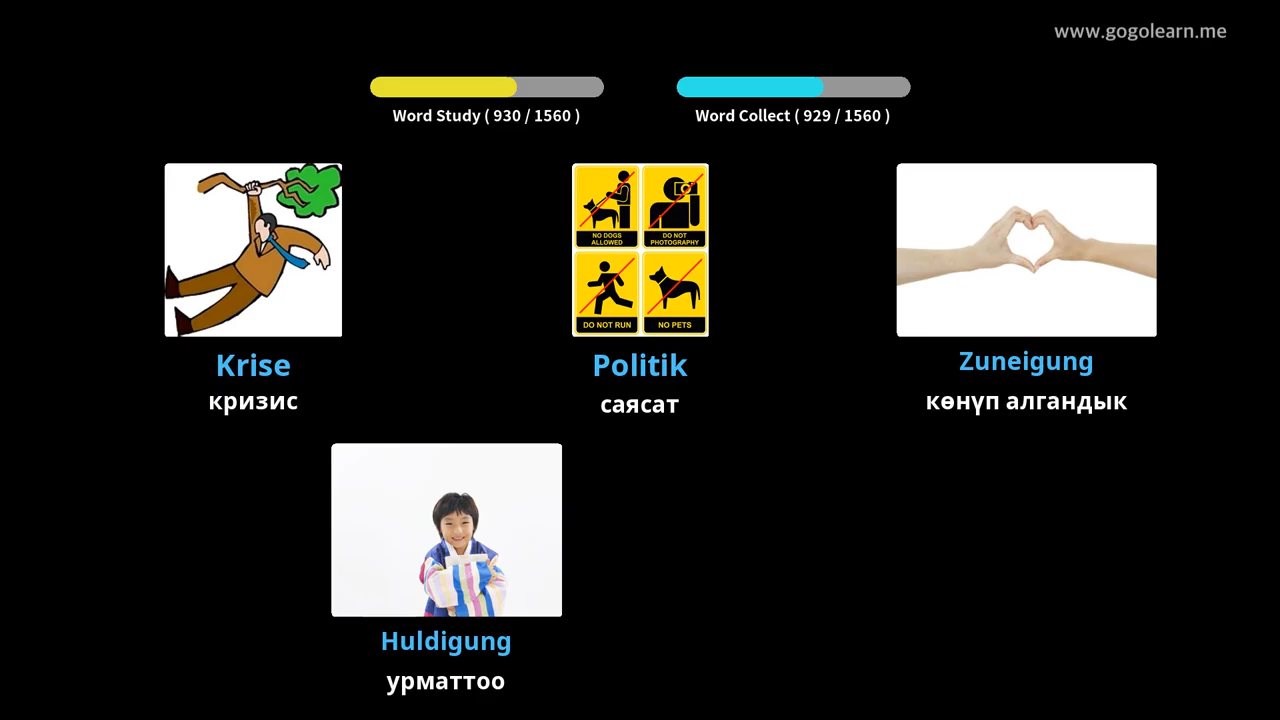 www.gogolearn.me
Word Study ( 930 / 1560 )
Word Collect ( 929 / 1560 )
NO DOGS
ALLOWED
DO NOT
PHOTOGRAPHY
DO NOT RUN
NO PETS
Krise
кризис
Politik
саясат
Zuneigung
көнүп алгандык
Huldigung
урматтоо